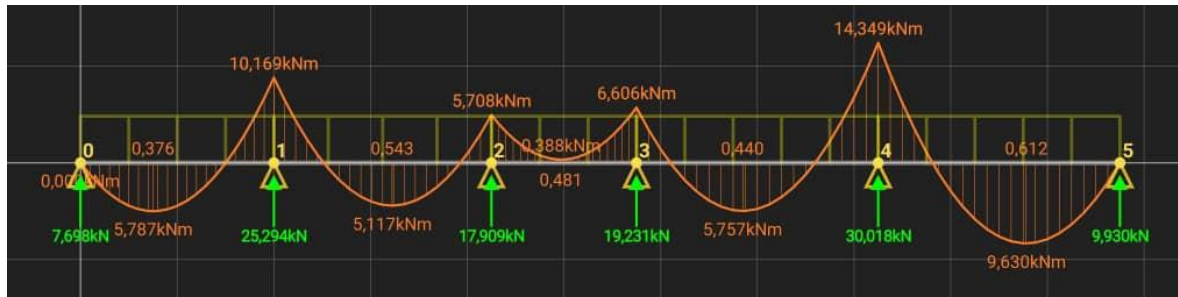 14,349kNm
10,169kNm
5,708kNm
6,606kNm
0 0,376 1 0,543 2 0,388kNm 3 0,440 4 0,612 5
0,481
7,698kN 5,787kNm 25,294kN 5,117kNm 17,909kN 19,231kN 5,757kNm 30,018kN 9,930kN
9,630kNm